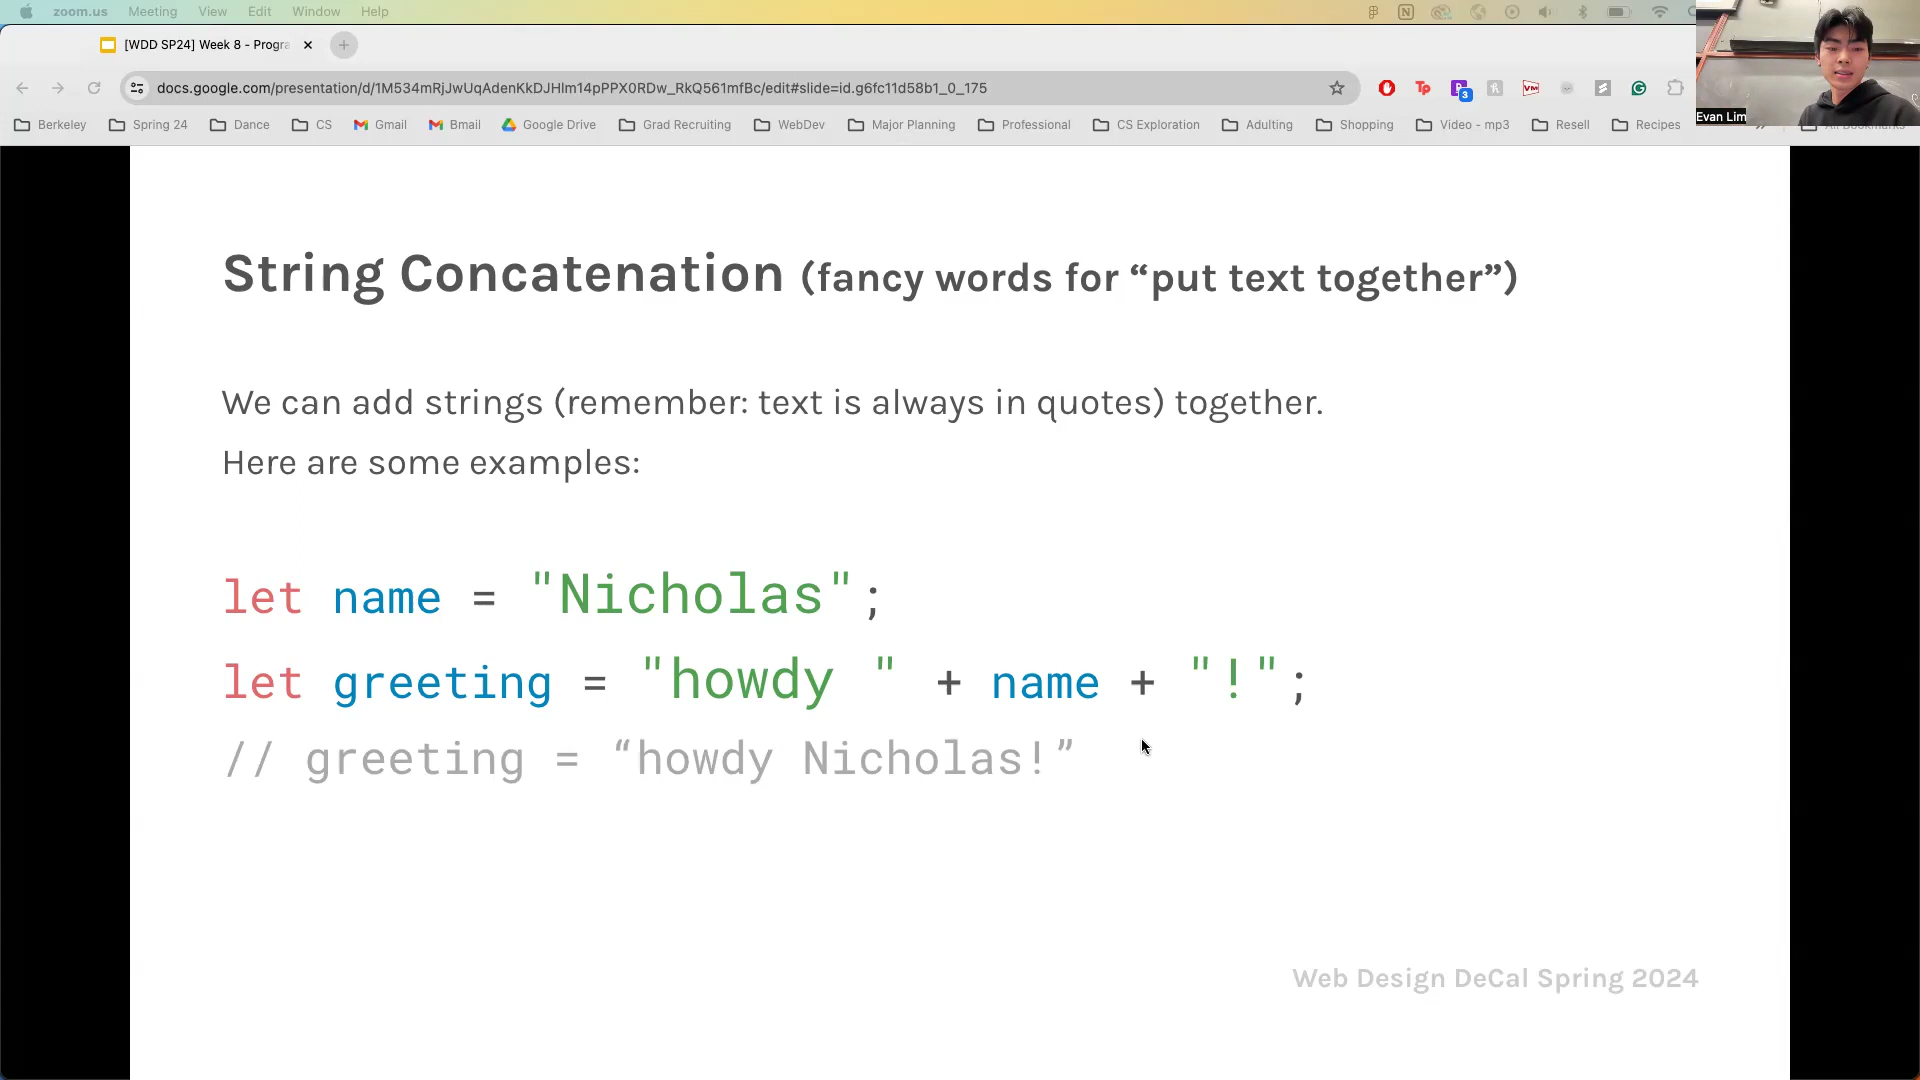 zoom.us Meeting View Edit Window Help
[WDD SP24] Week 8 - Progra
docs.google.com/presentation/d/1M534mRjJwUqAdenKkDJHlm14pPPX0RDw_RkQ561mfBc/edit#slide=id.g6fc11d58b1_0_175
Berkeley Spring 24 Dance CS Gmail Bmail Google Drive Grad Recruiting WebDev Major Planning Professional CS Exploration Adulting Shopping Video - mp3 Resell Recipes
Evan Lim
String Concatenation (fancy words for “put text together”)
We can add strings (remember: text is always in quotes) together.
Here are some examples:
let name = "Nicholas";
let greeting = "howdy " + name + "!";
// greeting = “howdy Nicholas!”
Web Design DeCal Spring 2024